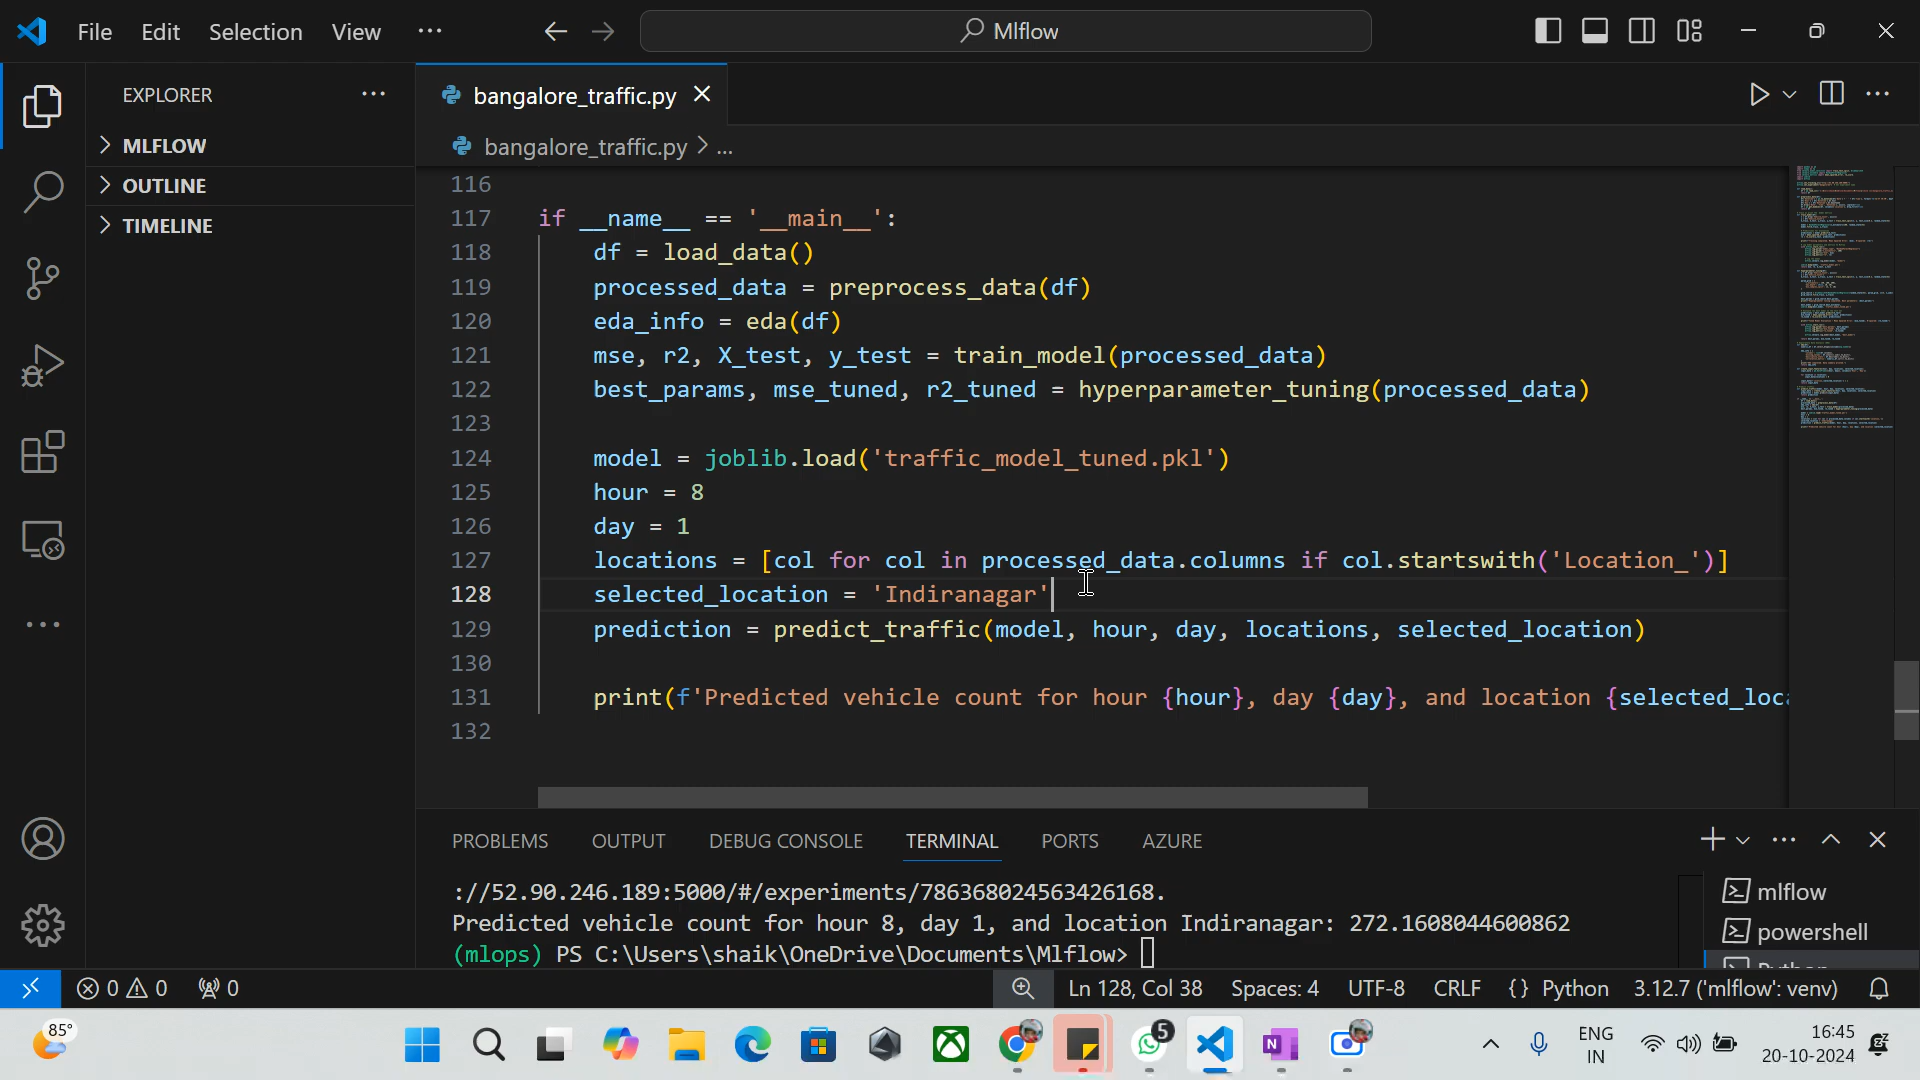 File Edit Selection View ··· Mlflow
EXPLORER ···
MLFLOW
OUTLINE
TIMELINE
bangalore_traffic.py
bangalore_traffic.py > ...
116
117 if __name__ == '__main__':
118 df = load_data()
119 processed_data = preprocess_data(df)
120 eda_info = eda(df)
121 mse, r2, X_test, y_test = train_model(processed_data)
122 best_params, mse_tuned, r2_tuned = hyperparameter_tuning(processed_data)
123
124 model = joblib.load('traffic_model_tuned.pkl')
125 hour = 8
126 day = 1
127 locations = [col for col in processed_data.columns if col.startswith('Location_')]
128 selected_location = 'Indiranagar'
129 prediction = predict_traffic(model, hour, day, locations, selected_location)
130
131 print(f'Predicted vehicle count for hour {hour}, day {day}, and location {selected_loc
132
PROBLEMS OUTPUT DEBUG CONSOLE TERMINAL PORTS AZURE
://52.90.246.189:5000/#/experiments/786368024563426168.
Predicted vehicle count for hour 8, day 1, and location Indiranagar: 272.1608044600862
(mlops) PS C:\Users\shaik\OneDrive\Documents\Mlflow>
mlflow
powershell
Python
0 0 0 Ln 128, Col 38 Spaces: 4 UTF-8 CRLF {} Python 3.12.7 ('mlflow': venv)
85°
5
ENG
IN
16:45
20-10-2024